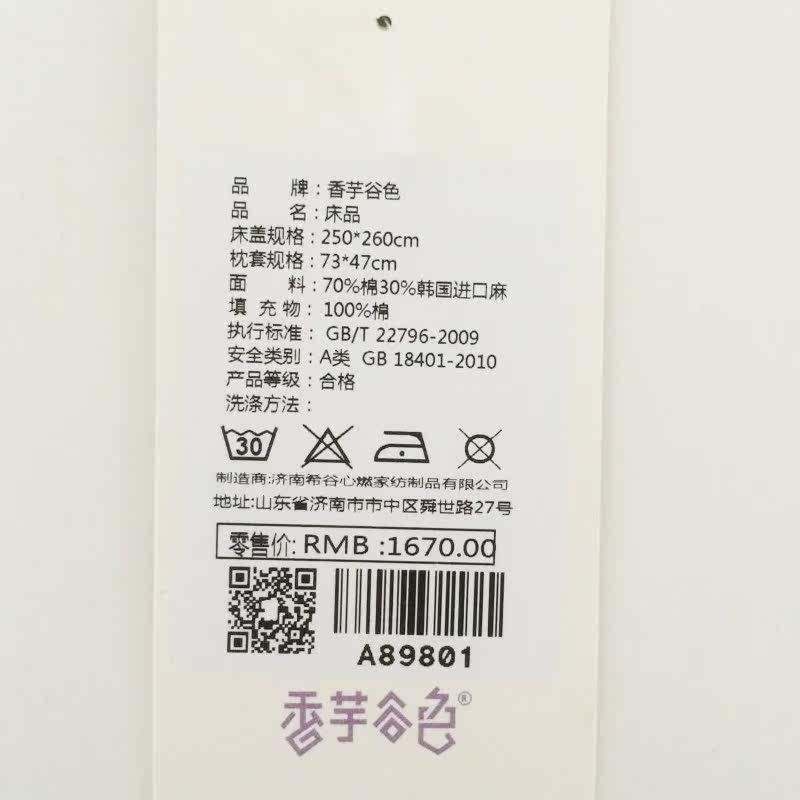 品 牌：香芋谷色
品 名：床品
床盖规格：250*260cm
枕套规格：73*47cm
面 料：70%棉30%韩国进口麻
填 充 物：100%棉
执行标准：GB/T 22796-2009
安全类别：A类 GB 18401-2010
产品等级：合格
洗涤方法：
30
制造商:济南希谷心燃家纺制品有限公司
地址:山东省济南市市中区舜世路27号
零售价: RMB :1670.00
A89801
香芋谷色®